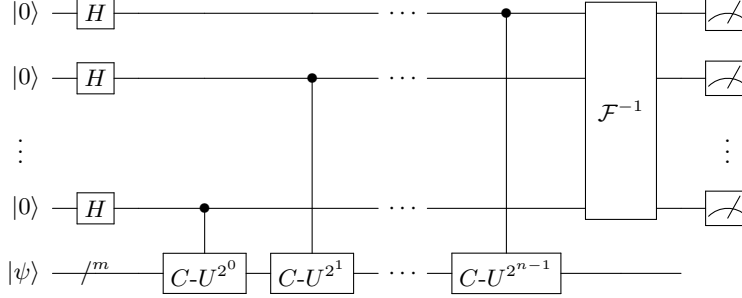 |0⟩ H ⋯
|0⟩ H ⋯
ℱ⁻¹
⋮ ⋮
|0⟩ H ⋯
|ψ⟩ m C-U^{2^0} C-U^{2^1} ⋯ C-U^{2^{n−1}}